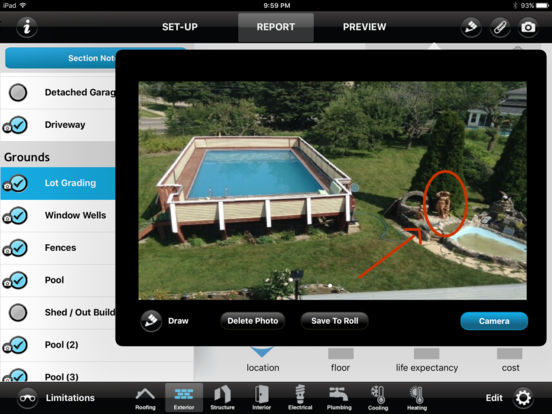 iPad
9:59 PM
93%
SET-UP
REPORT
PREVIEW
Section Not
Detached Garag
Driveway
Grounds
Lot Grading
Window Wells
Fences
Pool
Shed / Out Build
Pool (2)
Pool (3)
Draw
Delete Photo
Save To Roll
Camera
location
floor
life expectancy
cost
Limitations
Roofing
Exterior
Structure
Interior
Electrical
Plumbing
Cooling
Heating
Edit